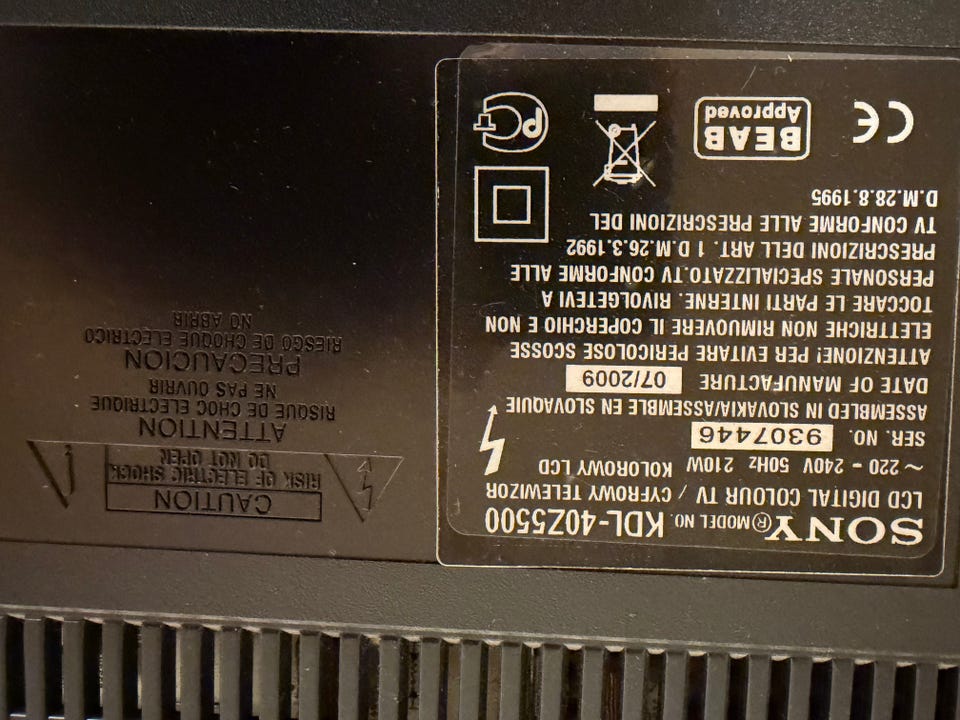 SONY® MODEL NO. KDL-40Z5500
LCD DIGITAL COLOUR TV / CYFROWY TELEWIZOR
~ 220 - 240V 50Hz 210W KOLOROWY LCD
SER. NO. 9307446
ASSEMBLED IN SLOVAKIA/ASSEMBLE EN SLOVAQUIE
DATE OF MANUFACTURE 07/2009
ATTENZIONE! PER EVITARE PERICOLOSE SCOSSE
ELETTRICHE NON RIMUOVERE IL COPERCHIO E NON
TOCCARE LE PARTI INTERNE. RIVOLGETEVI A
PERSONALE SPECIALIZZATO.TV CONFORME ALLE
PRESCRIZIONI DELL ART. 1 D.M.26.3.1992
TV CONFORME ALLE PRESCRIZIONI DEL
D.M.28.8.1995
CE
BEAB
Approved
CAUTION
RISK OF ELECTRIC SHOCK
DO NOT OPEN
ATTENTION
RISQUE DE CHOC ELECTRIQUE
NE PAS OUVRIR
PRECAUCION
RIESGO DE CHOQUE ELECTRICO
NO ABRIR